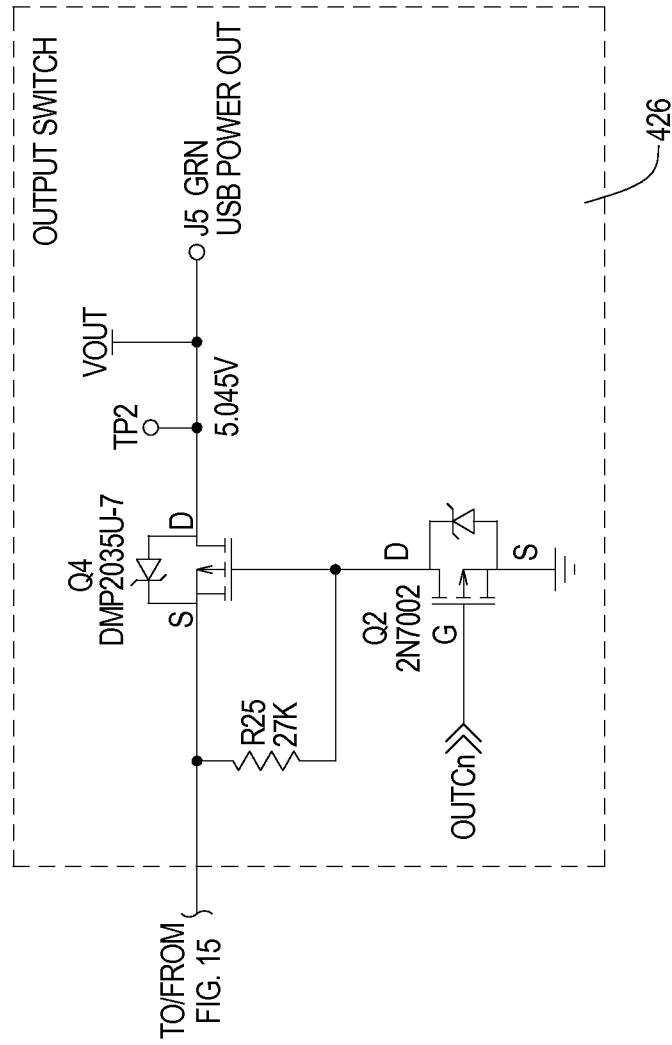 OUTPUT SWITCH
VOUT
TP2
J5 GRN
USB POWER OUT
5.045V
Q4
DMP2035U-7
S
D
R25
27K
TO/FROM
FIG. 15
Q2
2N7002
G
D
S
OUTCn
426